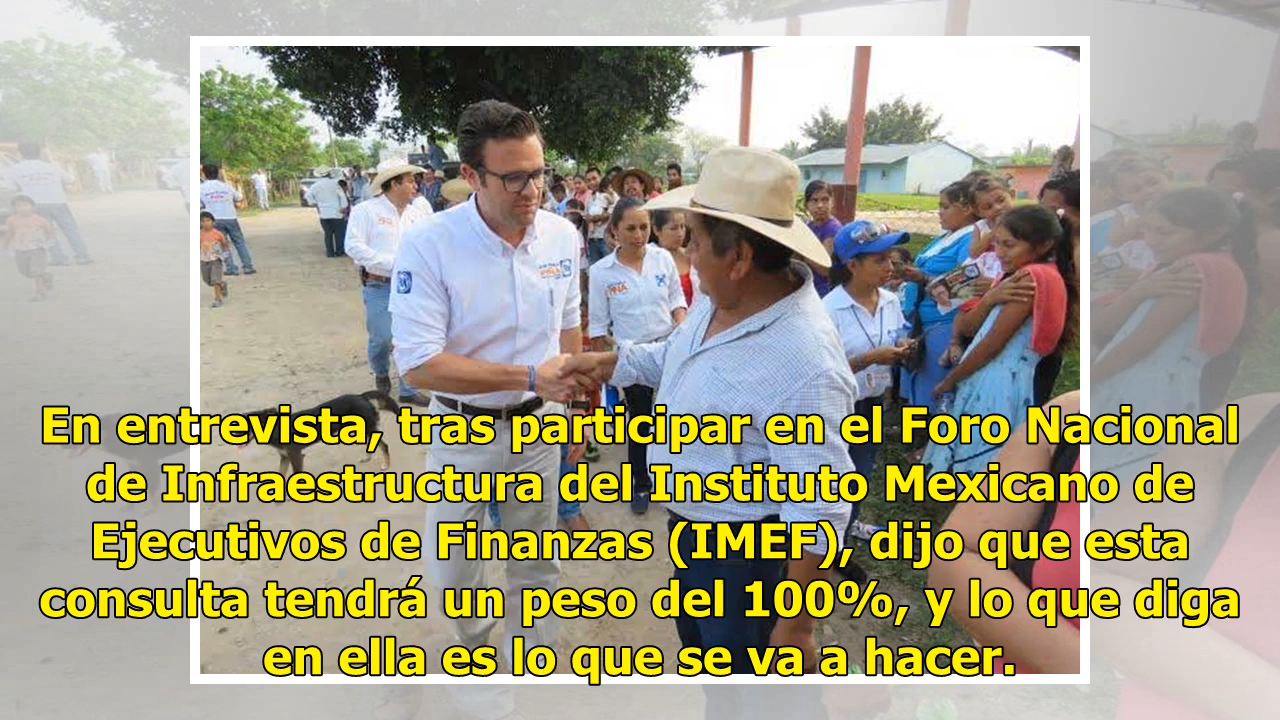 En entrevista, tras participar en el Foro Nacional
de Infraestructura del Instituto Mexicano de
Ejecutivos de Finanzas (IMEF), dijo que esta
consulta tendrá un peso del 100%, y lo que diga
en ella es lo que se va a hacer.